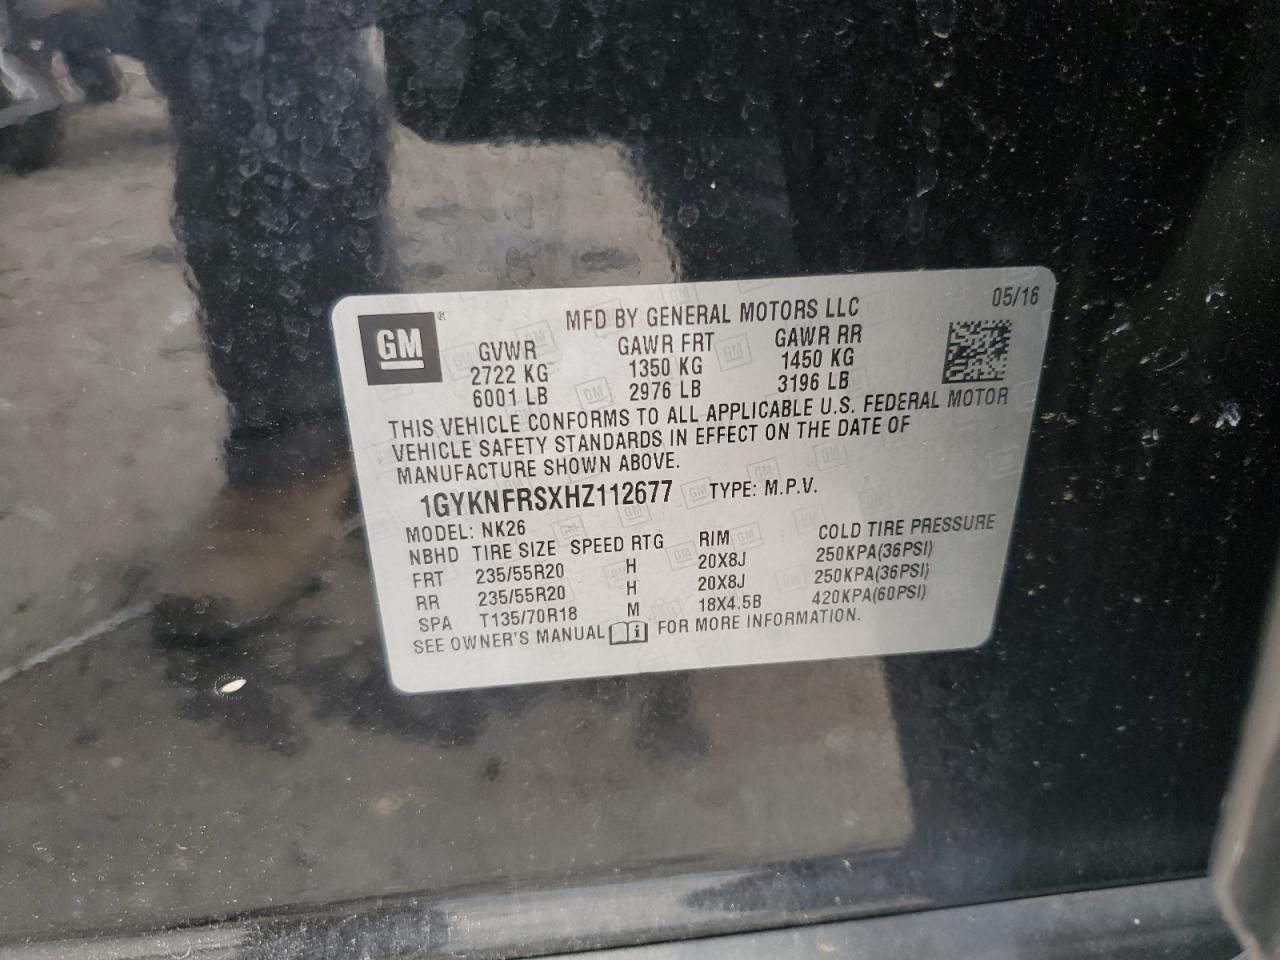 GM® MFD BY GENERAL MOTORS LLC 05/16
GVWR GAWR FRT GAWR RR
2722 KG 1350 KG 1450 KG
6001 LB 2976 LB 3196 LB
THIS VEHICLE CONFORMS TO ALL APPLICABLE U.S. FEDERAL MOTOR
VEHICLE SAFETY STANDARDS IN EFFECT ON THE DATE OF
MANUFACTURE SHOWN ABOVE.
1GYKNFRSXHZ112677 TYPE: M.P.V.
MODEL: NK26
NBHD TIRE SIZE SPEED RTG RIM COLD TIRE PRESSURE
FRT 235/55R20 H 20X8J 250KPA(36PSI)
RR 235/55R20 H 20X8J 250KPA(36PSI)
SPA T135/70R18 M 18X4.5B 420KPA(60PSI)
SEE OWNER'S MANUAL FOR MORE INFORMATION.